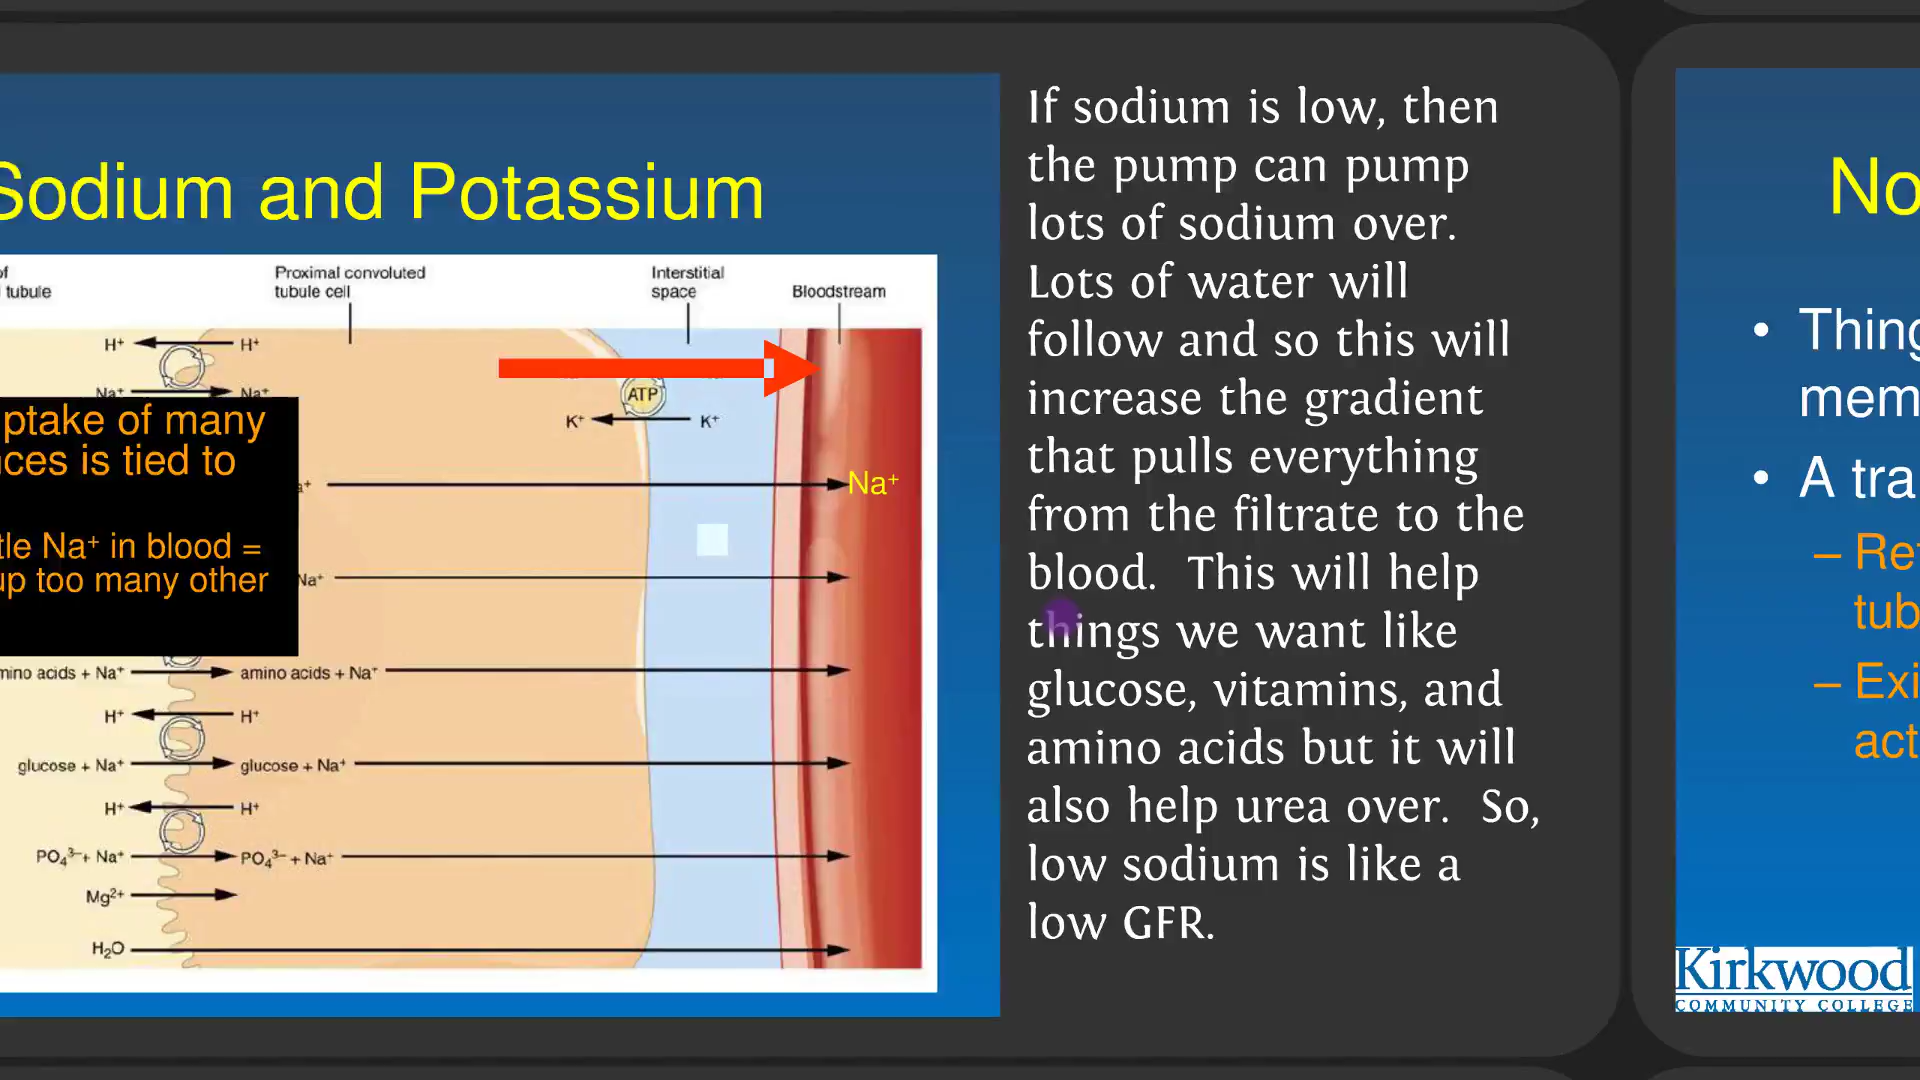 Sodium and Potassium
of
tubule
Proximal convoluted
tubule cell
Interstitial
space
Bloodstream
H⁺ H⁺
Na⁺ Na⁺
ATP
K⁺ K⁺
ptake of many
ces is tied to
tle Na⁺ in blood =
up too many other
Na⁺
Na⁺
amino acids + Na⁺
H⁺ H⁺
glucose + Na⁺ glucose + Na⁺
H⁺ H⁺
PO₄³⁻+ Na⁺ PO₄³⁻ + Na⁺
Mg²⁺
H₂O
If sodium is low, then
the pump can pump
lots of sodium over.
Lots of water will
follow and so this will
increase the gradient
that pulls everything
from the filtrate to the
blood. This will help
things we want like
glucose, vitamins, and
amino acids but it will
also help urea over. So,
low sodium is like a
low GFR.
No
• Thing
mem
• A tra
– Ret
tub
– Exi
act
Kirkwood
COMMUNITY COLLEGE